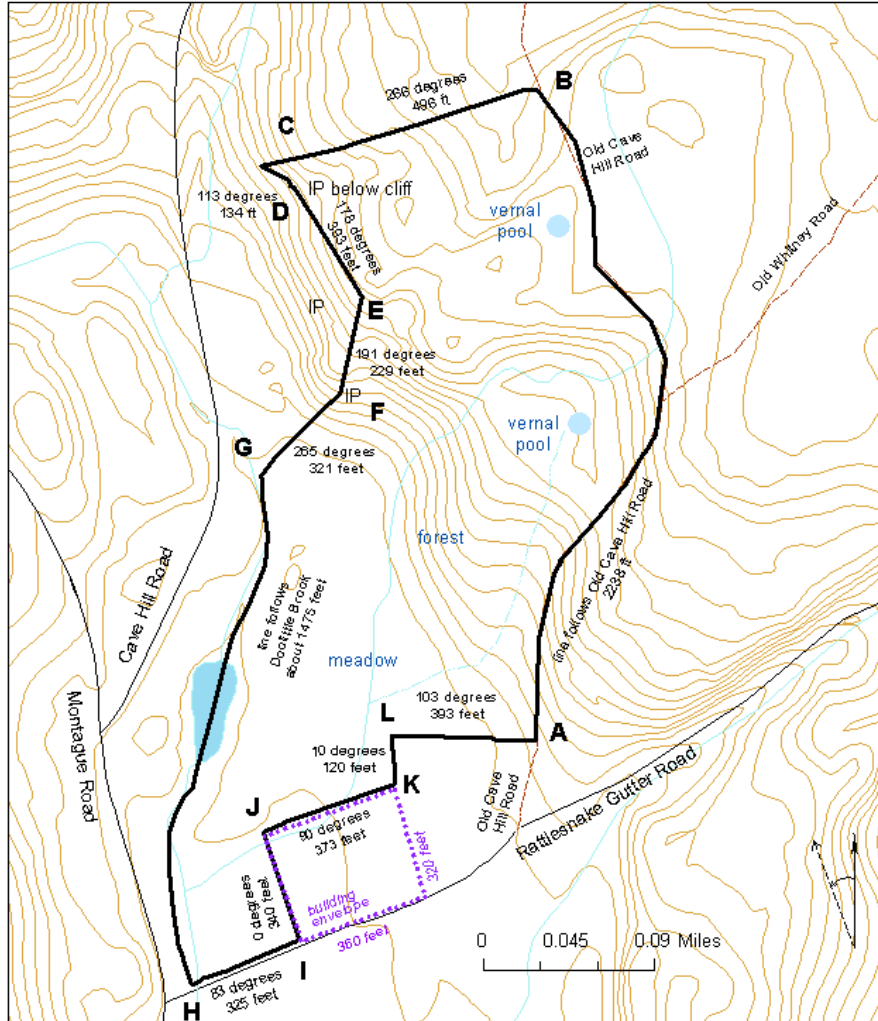 B
266 degrees
496 ft
C
Old Cave
Hill Road
IP below cliff
113 degrees
134 ft
D
178 degrees
393 feet
vernal
pool
Old Whitney Road
IP
E
191 degrees
229 feet
IP
F
vernal
pool
G
265 degrees
321 feet
forest
line follows Old Cave Hill Road
2238 ft
Cave Hill Road
line follows
Doolittle Brook
about 1475 feet
meadow
Montague Road
103 degrees
393 feet
L
A
10 degrees
120 feet
K
Old Cave
Hill Road
Rattlesnake Gutter Road
J
90 degrees
373 feet
320 feet
0 degrees
340 feet
building
envelope
360 feet
0 0.045 0.09 Miles
I
83 degrees
325 feet
H